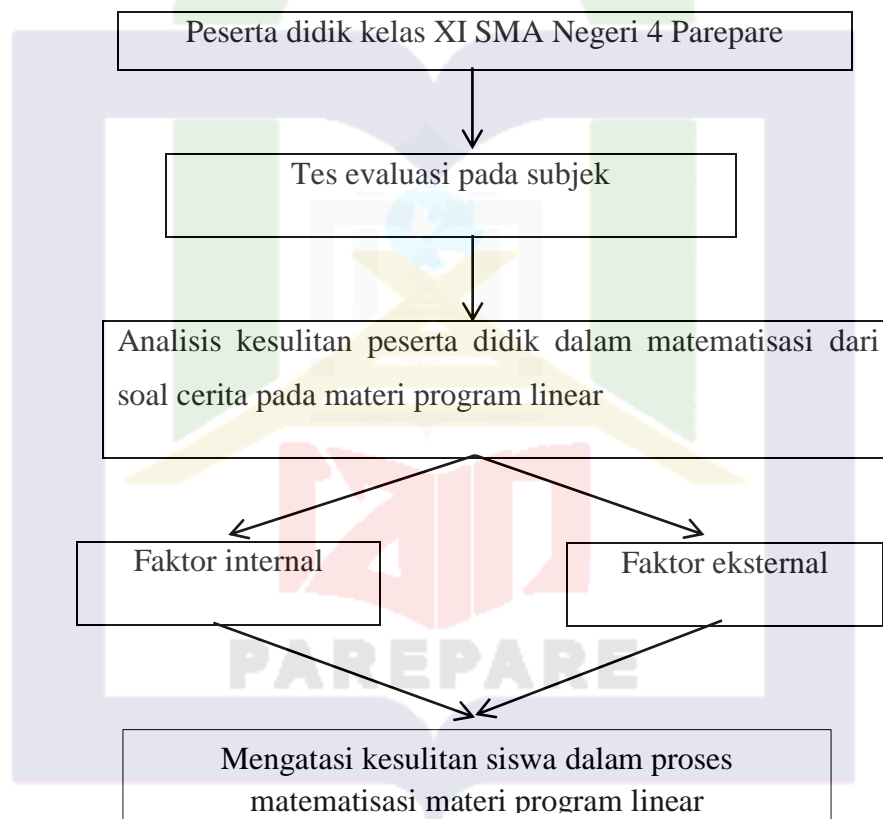 Peserta didik kelas XI SMA Negeri 4 Parepare
Tes evaluasi pada subjek
Analisis kesulitan peserta didik dalam matematisasi dari
soal cerita pada materi program linear
Faktor internal
Faktor eksternal
PAREPARE
Mengatasi kesulitan siswa dalam proses
matematisasi materi program linear